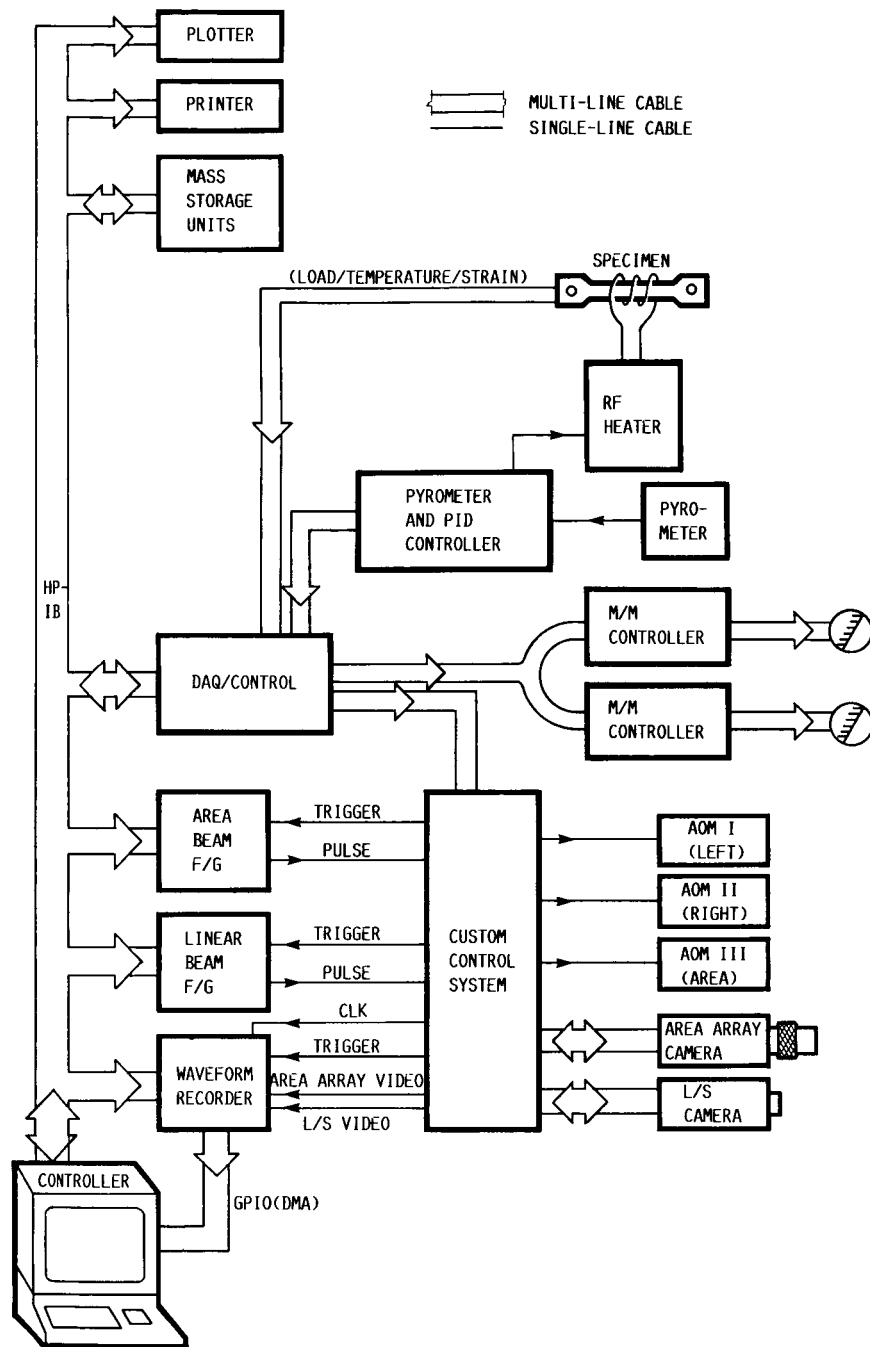 PLOTTER
PRINTER
MULTI-LINE CABLE
SINGLE-LINE CABLE
MASS
STORAGE
UNITS
SPECIMEN
(LOAD/TEMPERATURE/STRAIN)
RF
HEATER
PYROMETER
AND PID
CONTROLLER
PYRO-
METER
HP-
IB
M/M
CONTROLLER
DAQ/CONTROL
M/M
CONTROLLER
AREA
BEAM
F/G
TRIGGER
PULSE
AOM I
(LEFT)
AOM II
(RIGHT)
LINEAR
BEAM
F/G
TRIGGER
PULSE
CUSTOM
CONTROL
SYSTEM
AOM III
(AREA)
CLK
TRIGGER
AREA ARRAY VIDEO
L/S VIDEO
WAVEFORM
RECORDER
AREA ARRAY
CAMERA
L/S
CAMERA
CONTROLLER
GPIO(DMA)